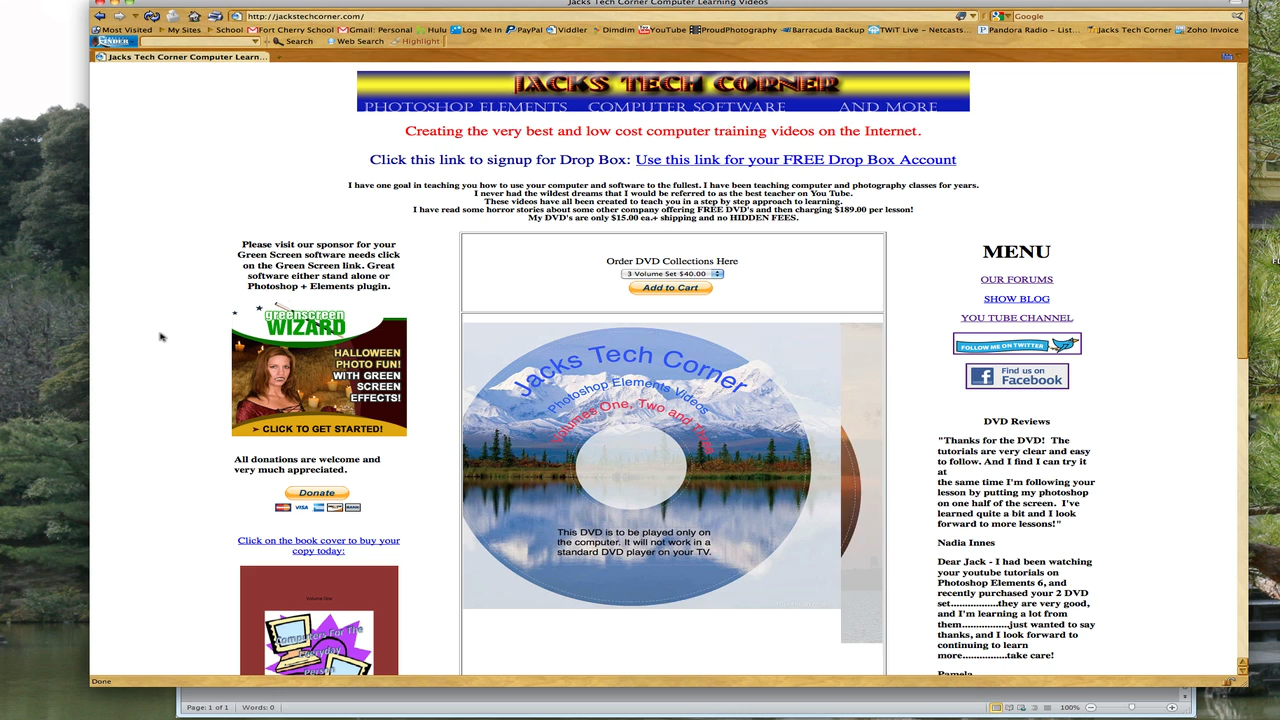 Jacks Tech Corner Computer Learning Videos
http://jackstechcorner.com/
Google
Most Visited
My Sites
School
Fort Cherry School
Gmail: Personal
Hulu
Log Me In
PayPal
Viddler
Dimdim
YouTube
ProudPhotography
Barracuda Backup
TWiT Live - Netcasts...
Pandora Radio - List...
Jacks Tech Corner
Zoho Invoice
Search
Web Search
Highlight
Jacks Tech Corner Computer Learn...
JACKS TECH CORNER
PHOTOSHOP ELEMENTS COMPUTER SOFTWARE AND MORE
Creating the very best and low cost computer training videos on the Internet.
Click this link to signup for Drop Box: Use this link for your FREE Drop Box Account
I have one goal in teaching you how to use your computer and software to the fullest. I have been teaching computer and photography classes for years.
I never had the wildest dreams that I would be referred to as the best teacher on You Tube.
These videos have all been created to teach you in a step by step approach to learning.
I have read some horror stories about some other company offering FREE DVD's and then charging $189.00 per lesson!
My DVD's are only $15.00 ea.+ shipping and no HIDDEN FEES.
Please visit our sponsor for your
Green Screen software needs click
on the Green Screen link. Great
software either stand alone or
Photoshop + Elements plugin.
greenscreen
WIZARD
HALLOWEEN
PHOTO FUN!
WITH GREEN
SCREEN
EFFECTS!
CLICK TO GET STARTED!
All donations are welcome and
very much appreciated.
Donate
VISA
Click on the book cover to buy your
copy today:
Volume One
Computers For The
Everyday
Person
Order DVD Collections Here
3 Volume Set $40.00
Add to Cart
Jacks Tech Corner
Photoshop Elements Videos
Volumes One, Two and Three
This DVD is to be played only on
the computer. It will not work in a
standard DVD player on your TV.
MENU
OUR FORUMS
SHOW BLOG
YOU TUBE CHANNEL
FOLLOW ME ON TWITTER
Find us on
Facebook
DVD Reviews
"Thanks for the DVD! The
tutorials are very clear and easy
to follow. And I find I can try it
at
the same time I'm following your
lesson by putting my photoshop
on one half of the screen. I've
learned quite a bit and I look
forward to more lessons!"
Nadia Innes
Dear Jack - I had been watching
your youtube tutorials on
Photoshop Elements 6, and
recently purchased your 2 DVD
set.................they are very good,
and I'm learning a lot from
them.................just wanted to say
thanks, and I look forward to
continuing to learn
more...............take care!
Pamela
Done
Page: 1 of 1
Words: 0
100%